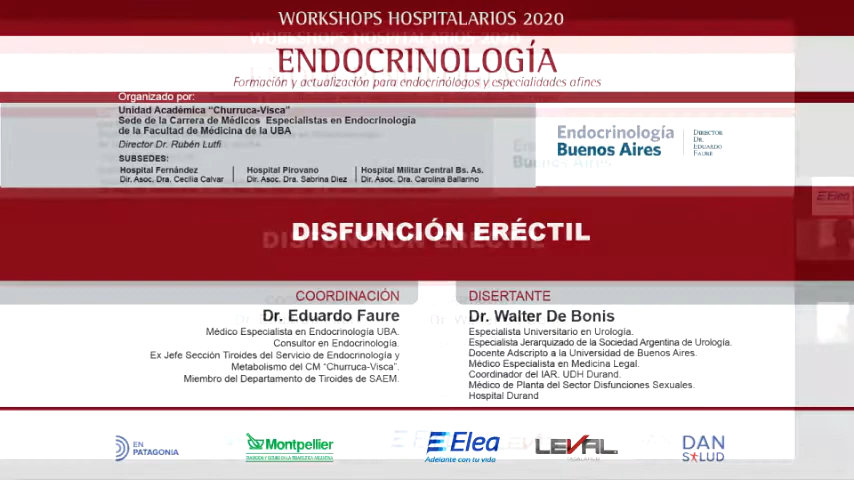 WORKSHOPS HOSPITALARIOS 2020
ENDOCRINOLOGÍA
Formación y actualización para endocrinólogos y especialidades afines
Organizado por:
Unidad Académica “Churruca-Visca”
Sede de la Carrera de Médicos Especialistas en Endocrinología
de la Facultad de Médicina de la UBA
Director Dr. Rubén Lutfi
SUBSEDES:
Hospital Fernández
Dir. Asoc. Dra. Cecilia Calvar
Hospital Pirovano
Dir. Asoc. Dra. Sabrina Diez
Hospital Militar Central Bs. As.
Dir. Asoc. Dra. Carolina Ballarino
Endocrinología
Buenos Aires
DIRECTOR
DR.
EDUARDO
FAURE
Elea
DISFUNCIÓN ERÉCTIL
COORDINACIÓN
Dr. Eduardo Faure
Médico Especialista en Endocrinología UBA.
Consultor en Endocrinología.
Ex Jefe Sección Tiroides del Servicio de Endocrinología y
Metabolismo del CM “Churruca-Visca”.
Miembro del Departamento de Tiroides de SAEM.
DISERTANTE
Dr. Walter De Bonis
Especialista Universitario en Urología.
Especialista Jerarquizado de la Sociedad Argentina de Urología.
Docente Adscripto a la Universidad de Buenos Aires.
Médico Especialista en Medicina Legal.
Coordinador del IAR. UDH Durand.
Médico de Planta del Sector Disfunciones Sexuales.
Hospital Durand
EN
PATAGONIA
Montpellier
Elea
Adelante con tu vida
LEVAL
DAN
SALUD